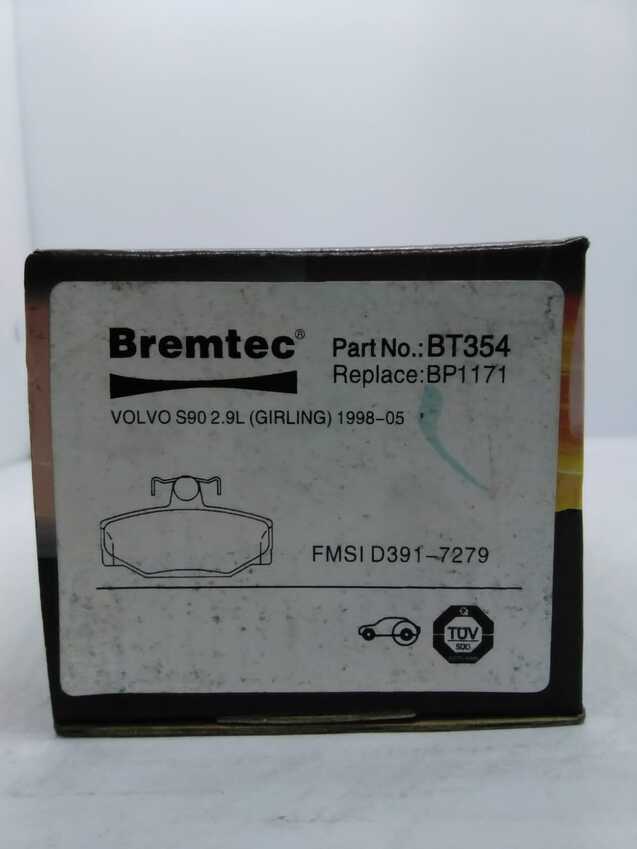 Bremtec®
Part No.: BT354
Replace:BP1171
VOLVO S90 2.9L (GIRLING) 1998-05
FMSI D391-7279
TÜV